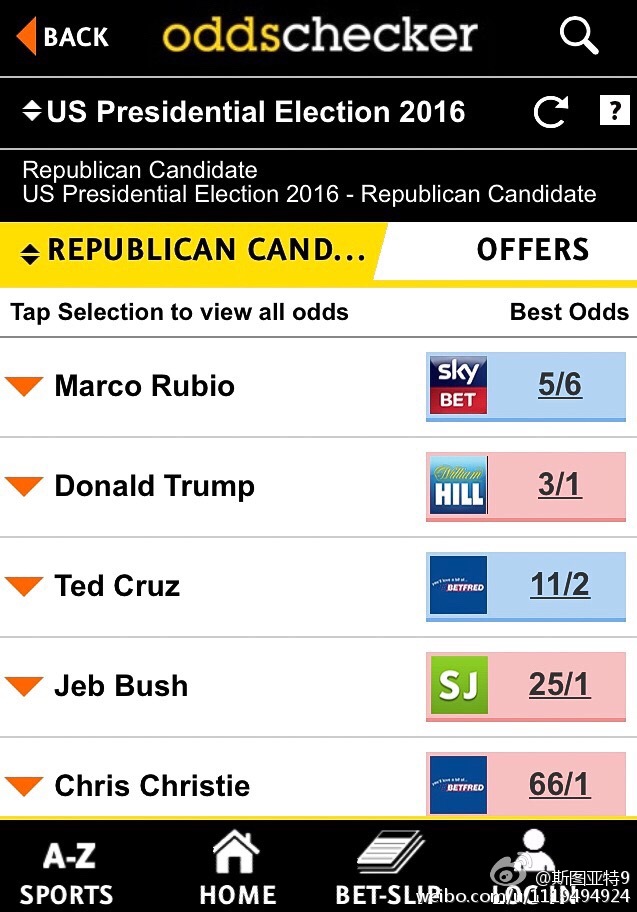 BACK
oddschecker
US Presidential Election 2016
?
Republican Candidate
US Presidential Election 2016 - Republican Candidate
REPUBLICAN CAND...
OFFERS
Tap Selection to view all odds
Best Odds
Marco Rubio
sky
BET
5/6
Donald Trump
William
HILL
3/1
Ted Cruz
BETFRED
11/2
Jeb Bush
SJ
25/1
Chris Christie
BETFRED
66/1
A-Z
SPORTS
HOME
BET-SLIP
LOG IN
@斯图亚特9
weibo.com/u/1119494924